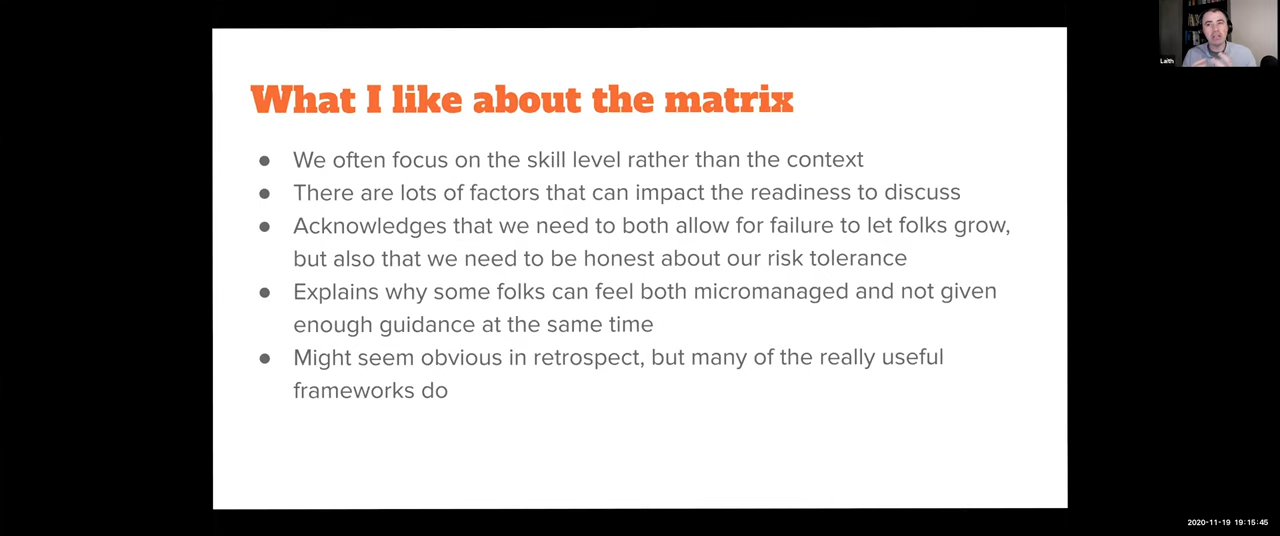 What I like about the matrix
● We often focus on the skill level rather than the context
● There are lots of factors that can impact the readiness to discuss
● Acknowledges that we need to both allow for failure to let folks grow,
but also that we need to be honest about our risk tolerance
● Explains why some folks can feel both micromanaged and not given
enough guidance at the same time
● Might seem obvious in retrospect, but many of the really useful
frameworks do
Laith
2020-11-19 19:15:45